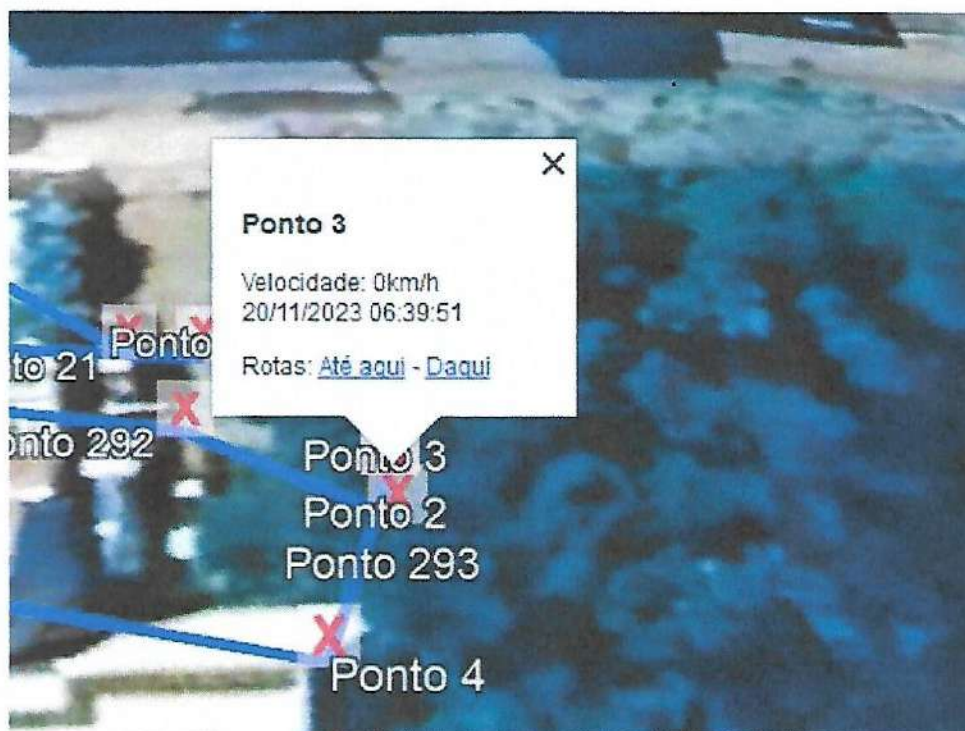 Ponto 3
Velocidade: 0km/h
20/11/2023 06:39:51
Rotas: Até aqui - Daqui
Ponto
21
292
Ponto 3
Ponto 2
Ponto 293
Ponto 4